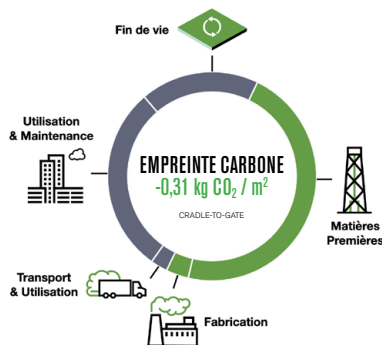 Fin de vie
Utilisation
& Maintenance
EMPREINTE CARBONE
-0,31 kg CO₂ / m²
CRADLE-TO-GATE
Matières
Premières
Transport
& Utilisation
Fabrication